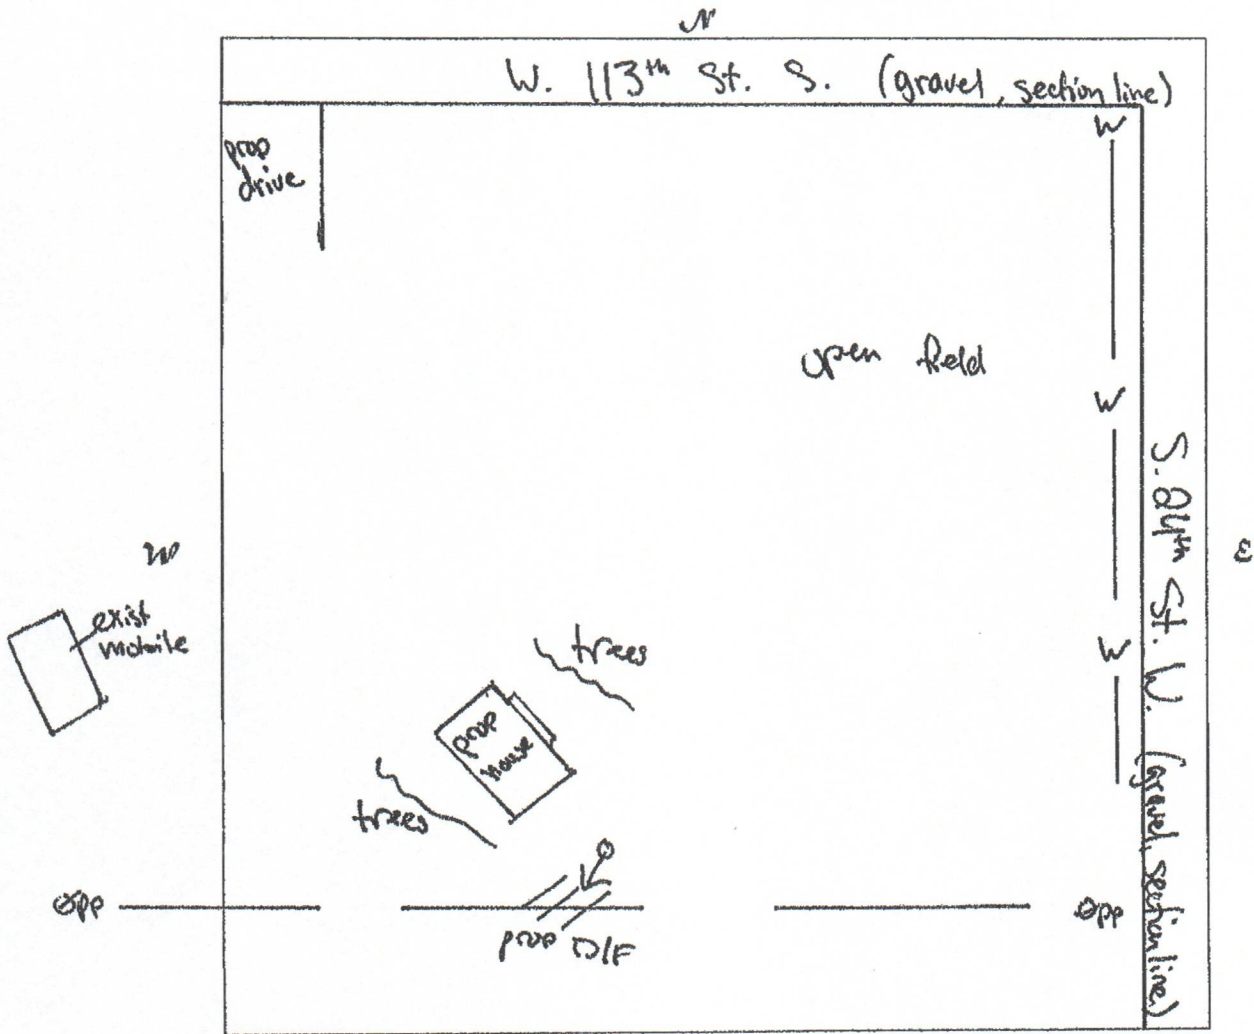 N
W. 113th St. S. (gravel, section line)
prop
drive
W
open field
W
S. 24th St. W. (gravel, section line)
W
E
exist
mobile
trees
W
prop
House
trees
opp
opp
prop D/F